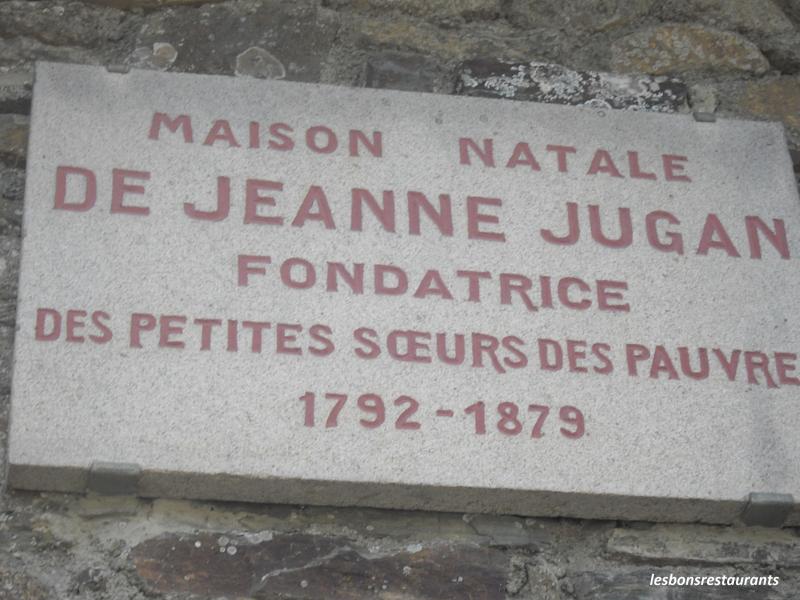 MAISON NATALE
DE JEANNE JUGAN
FONDATRICE
DES PETITES SŒURS DES PAUVRE
1792-1879
lesbonsrestaurants